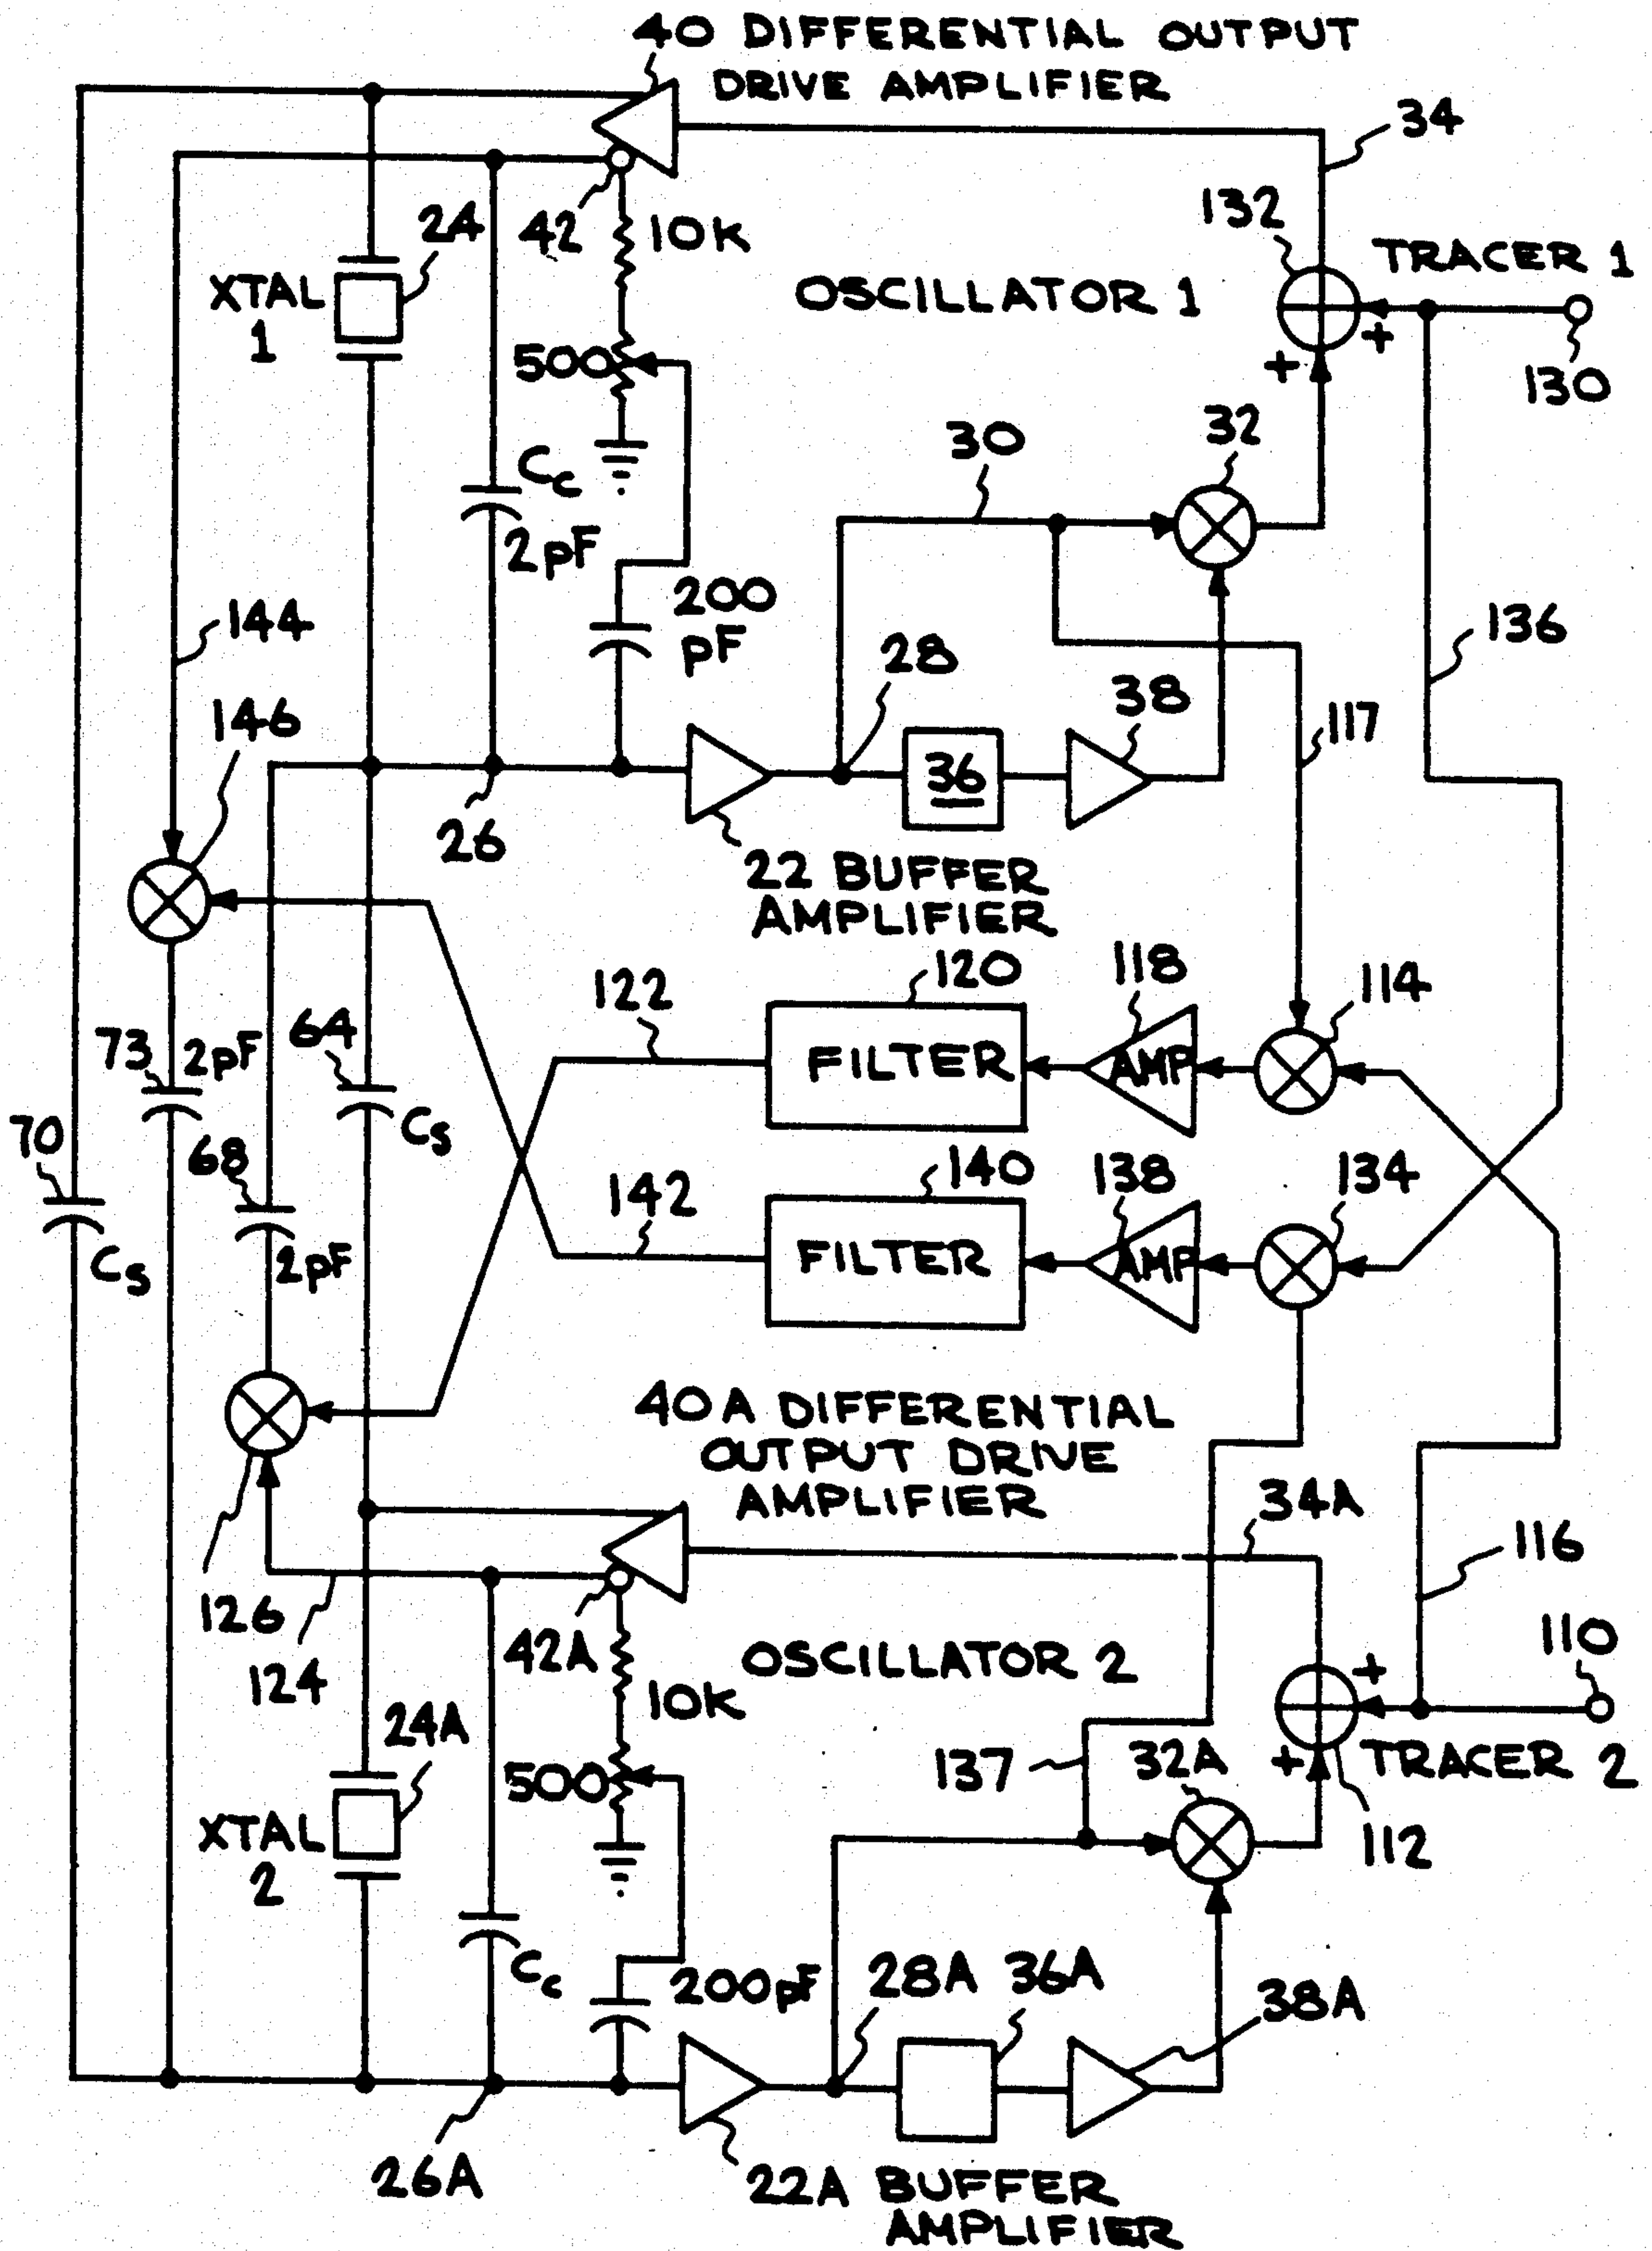 40 DIFFERENTIAL OUTPUT
DRIVE AMPLIFIER
34
132
TRACER 1
24
42
10K
XTAL
1
OSCILLATOR 1
+
+
130
500
30
32
Cc
2pF
200
pF
144
28
136
38
117
146
36
26
22 BUFFER
AMPLIFIER
120
118
114
122
73
2pF
64
FILTER
AMP
70
68
Cs
142
140
138
134
Cs
2pF
FILTER
AMP
40A DIFFERENTIAL
OUTPUT DRIVE
AMPLIFIER
34A
116
126
124
42A
OSCILLATOR 2
110
10K
+
24A
137
32A
+
TRACER 2
500
XTAL
2
112
Cc
200pF
28A
36A
38A
26A
22A BUFFER
AMPLIFIER